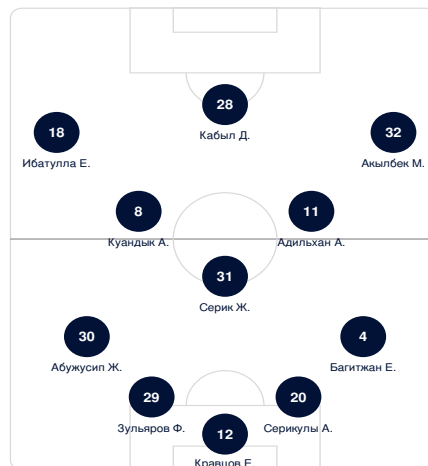 28
Кабыл Д.
18
Ибатулла Е.
32
Акылбек М.
8
Куандык А.
11
Адильхан А.
31
Серик Ж.
30
Абужусип Ж.
4
Багитжан Е.
29
Зульяров Ф.
20
Серикулы А.
12
Кравцов Е.